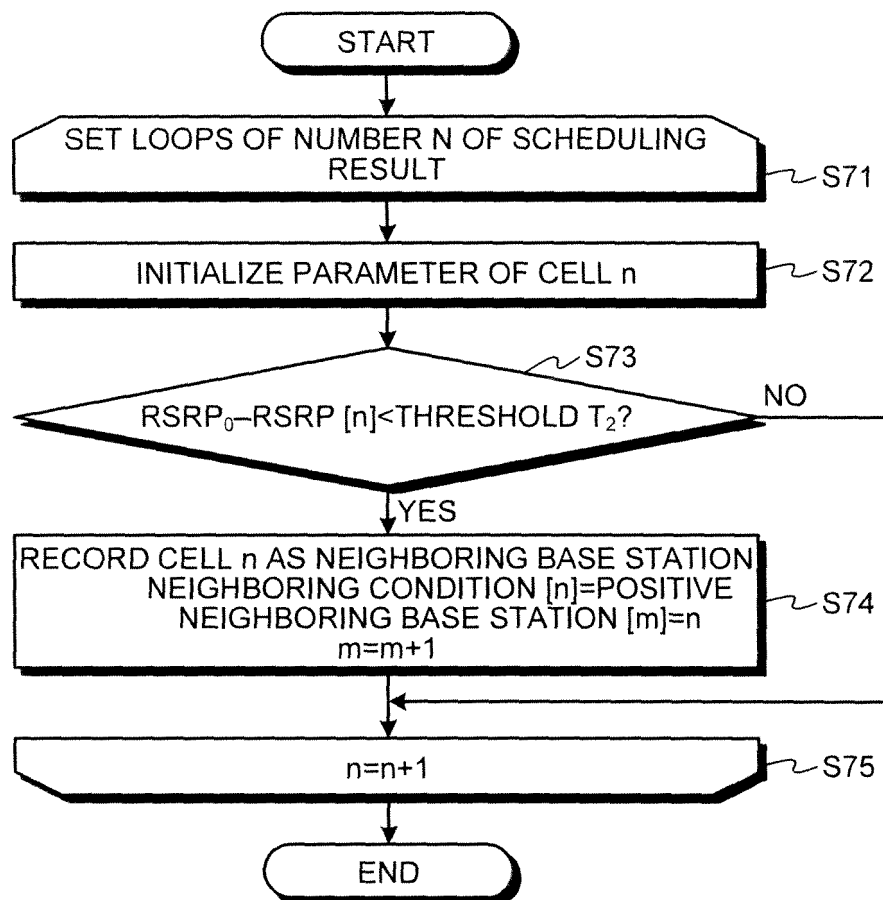 START
SET LOOPS OF NUMBER N OF SCHEDULING
RESULT
S71
INITIALIZE PARAMETER OF CELL n
S72
S73
RSRP₀–RSRP [n]<THRESHOLD T₂?
NO
YES
RECORD CELL n AS NEIGHBORING BASE STATION
NEIGHBORING CONDITION [n]=POSITIVE
NEIGHBORING BASE STATION [m]=n
m=m+1
S74
n=n+1
S75
END